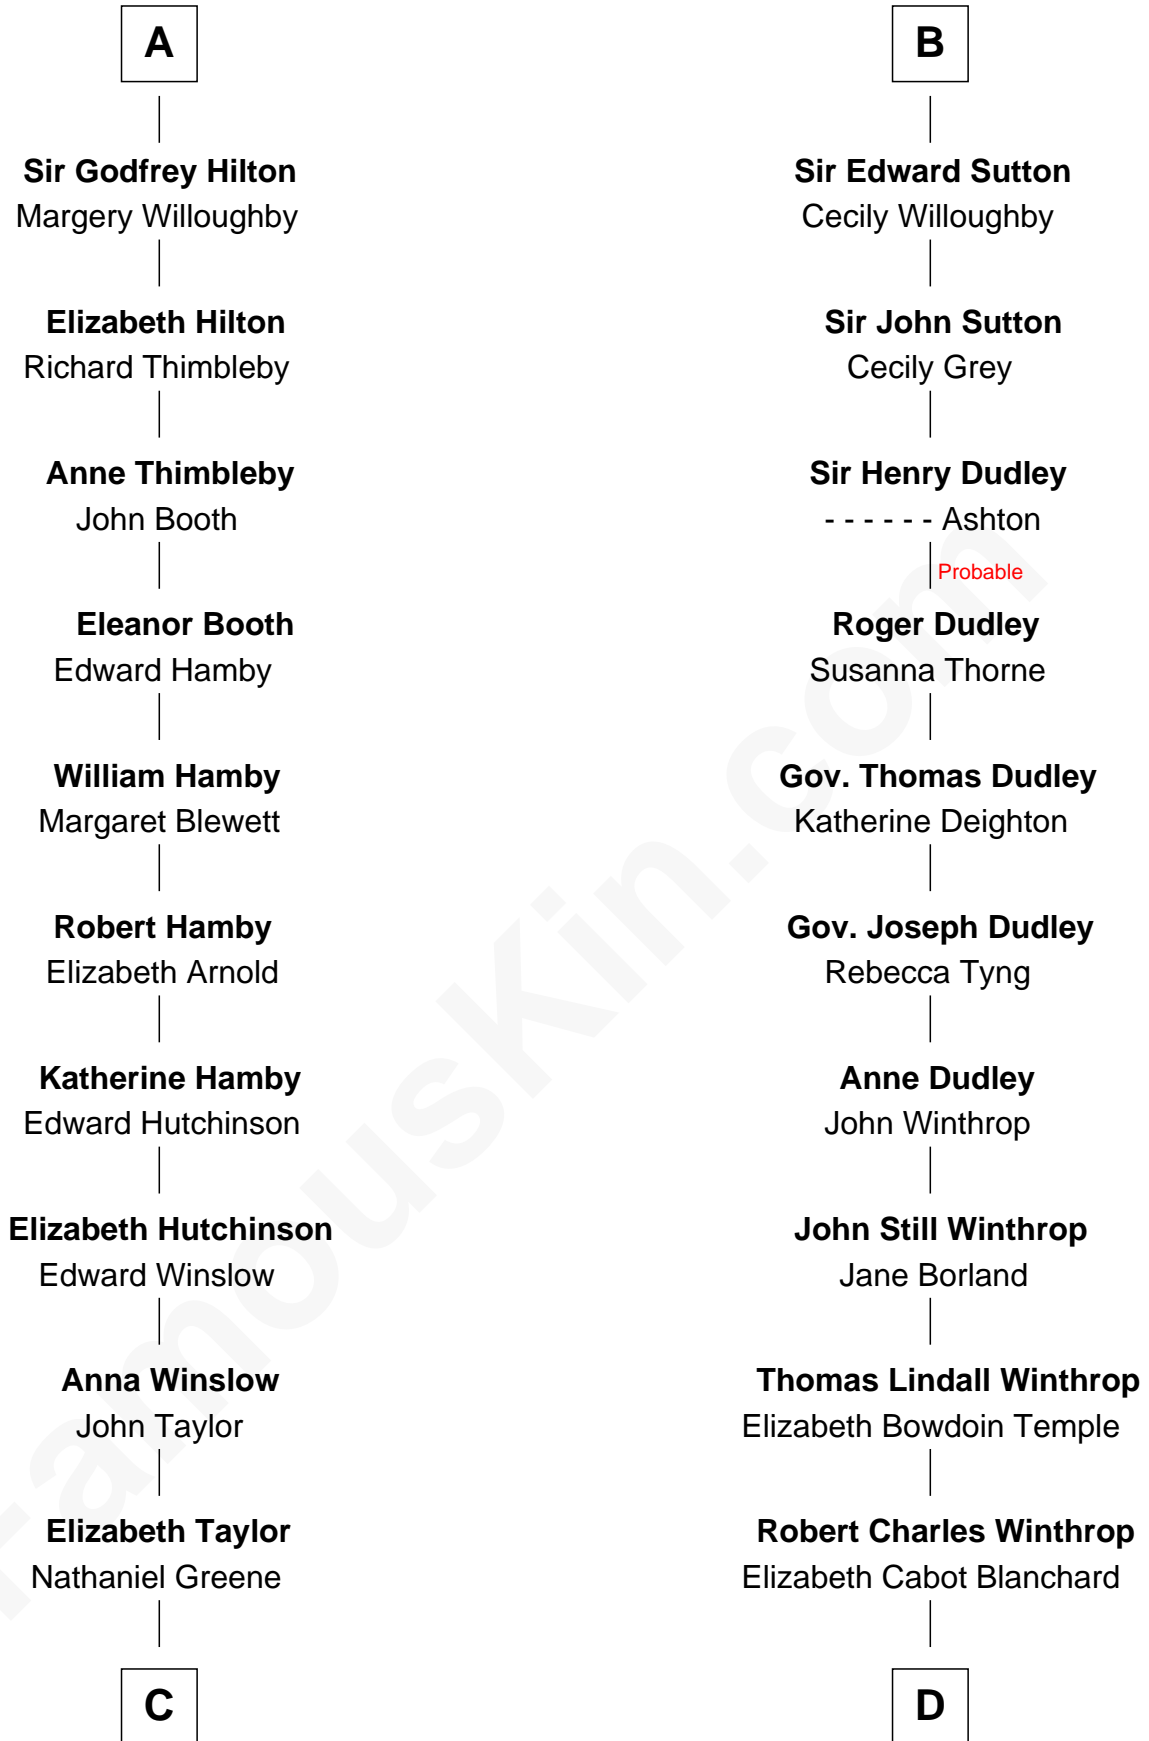 A
Sir Godfrey Hilton
Margery Willoughby
Elizabeth Hilton
Richard Thimbleby
Anne Thimbleby
John Booth
Eleanor Booth
Edward Hamby
William Hamby
Margaret Blewett
Robert Hamby
Elizabeth Arnold
Katherine Hamby
Edward Hutchinson
Elizabeth Hutchinson
Edward Winslow
Anna Winslow
John Taylor
Elizabeth Taylor
Nathaniel Greene
C
B
Sir Edward Sutton
Cecily Willoughby
Sir John Sutton
Cecily Grey
Sir Henry Dudley
- - - - - - Ashton
Probable
Roger Dudley
Susanna Thorne
Gov. Thomas Dudley
Katherine Deighton
Gov. Joseph Dudley
Rebecca Tyng
Anne Dudley
John Winthrop
John Still Winthrop
Jane Borland
Thomas Lindall Winthrop
Elizabeth Bowdoin Temple
Robert Charles Winthrop
Elizabeth Cabot Blanchard
D
FamousKin.com